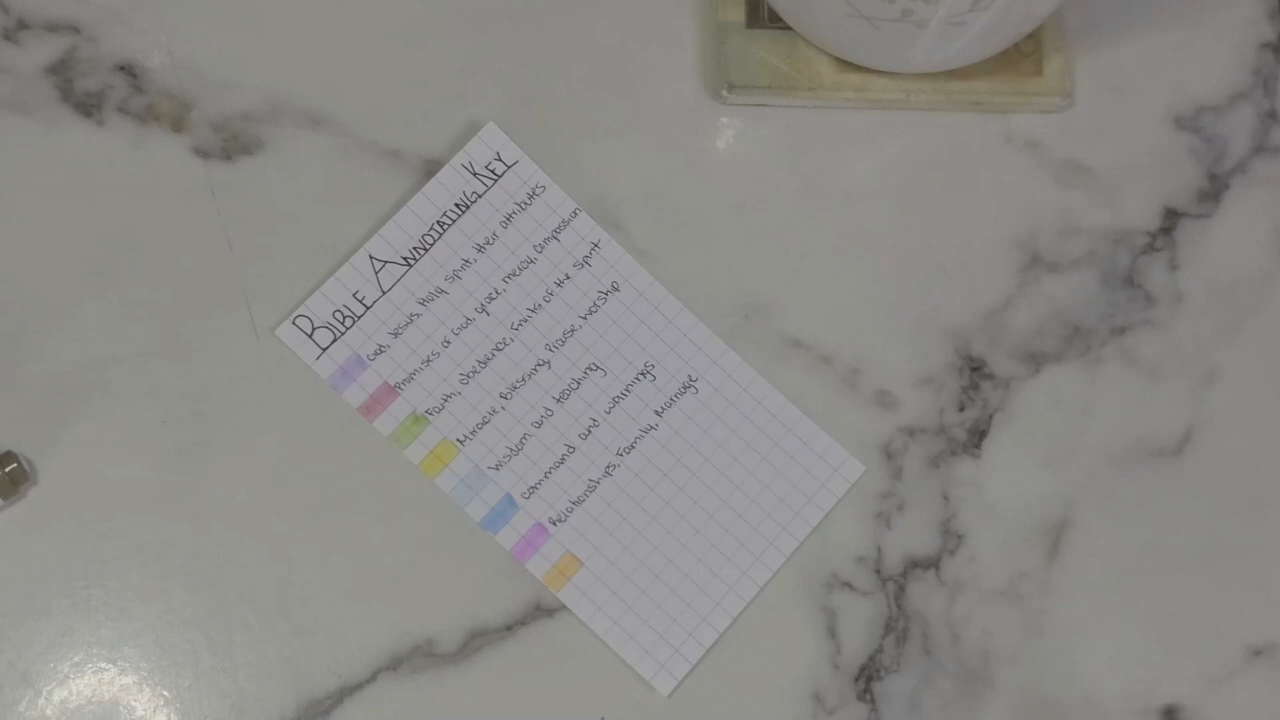 BIBLE ANNOTATING KEY
God, Jesus, Holy Spirit, their attributes
Promises of God, grace, mercy, compassion
Faith, obedience, Fruits of the Spirit
Miracle, Blessing, Praise, Worship
Wisdom and teaching
command and warnings
Relationships, Family, Marriage